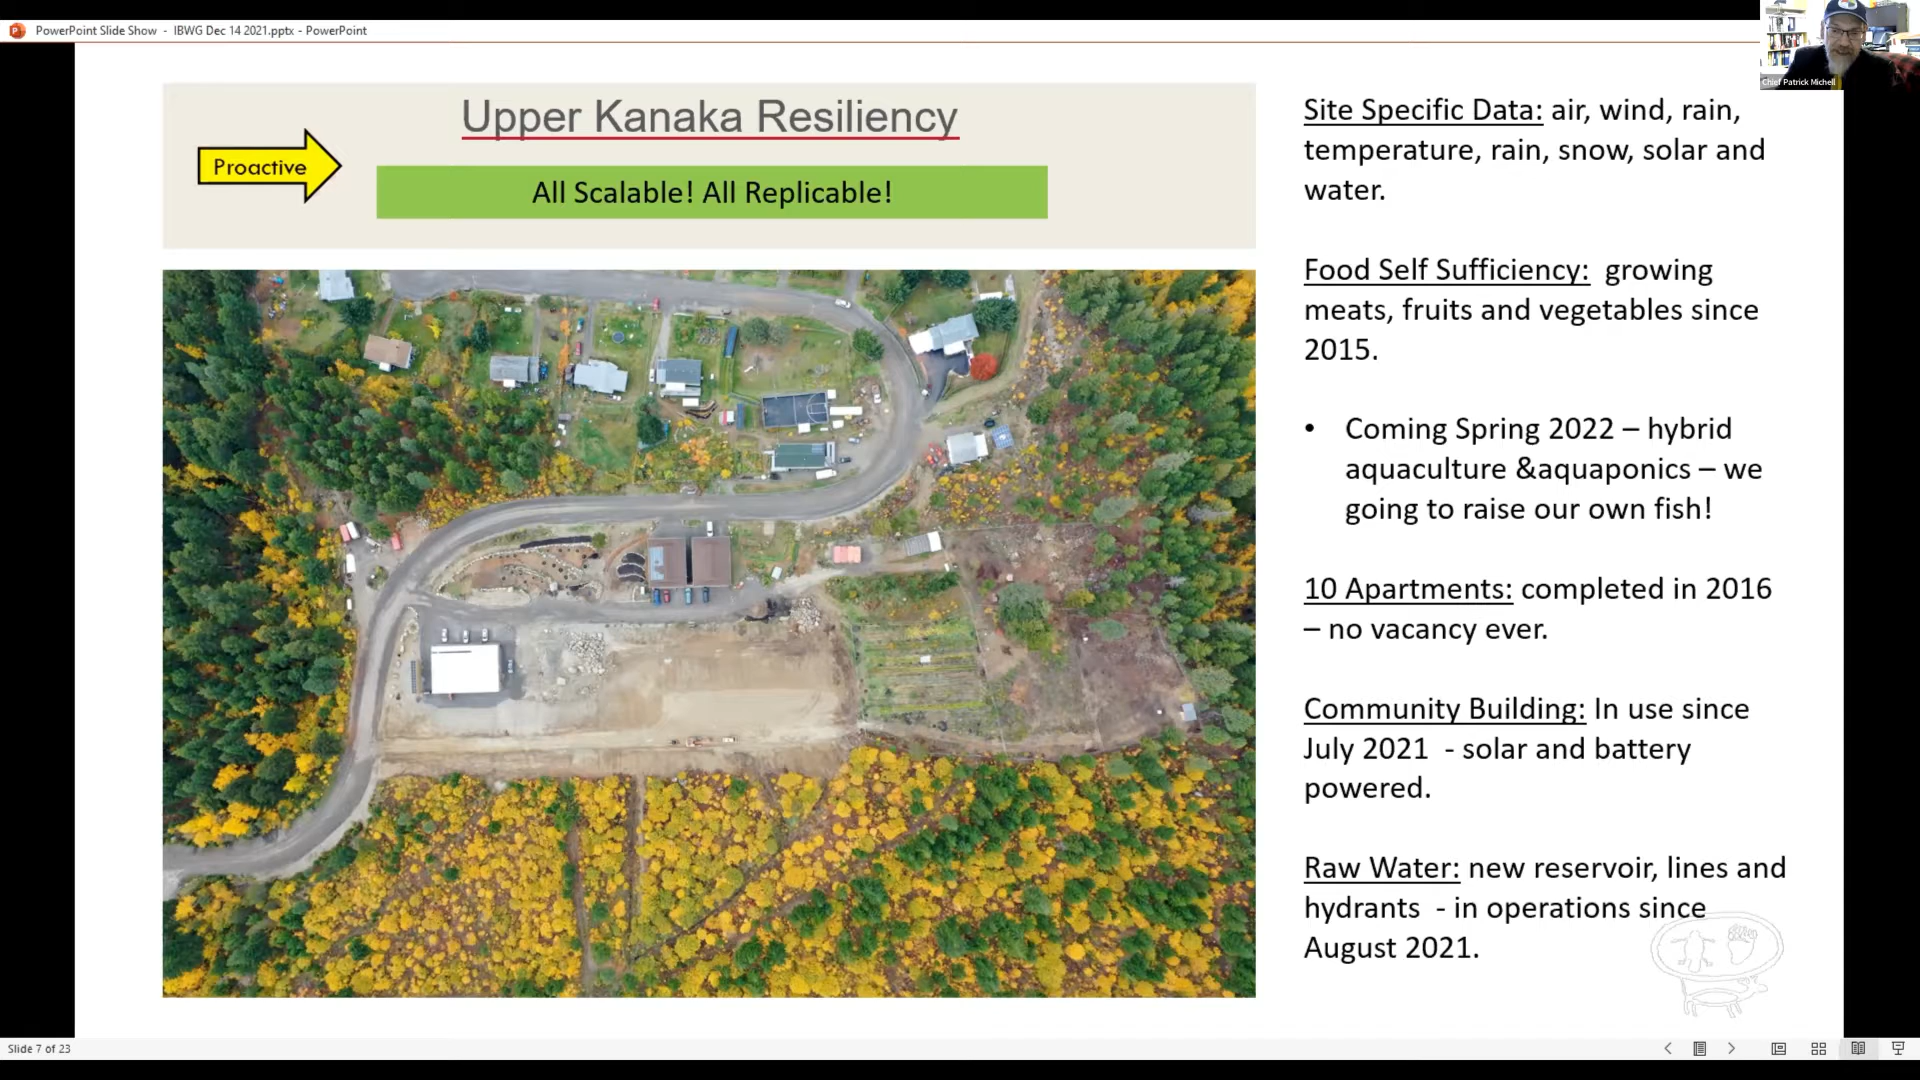 PowerPoint Slide Show - IBWG Dec 14 2021.pptx - PowerPoint
Chief Patrick Michell
Upper Kanaka Resiliency
Proactive
All Scalable! All Replicable!
Site Specific Data: air, wind, rain,
temperature, rain, snow, solar and
water.
Food Self Sufficiency: growing
meats, fruits and vegetables since
2015.
• Coming Spring 2022 – hybrid
aquaculture &aquaponics – we
going to raise our own fish!
10 Apartments: completed in 2016
– no vacancy ever.
Community Building: In use since
July 2021 - solar and battery
powered.
Raw Water: new reservoir, lines and
hydrants - in operations since
August 2021.
Slide 7 of 23